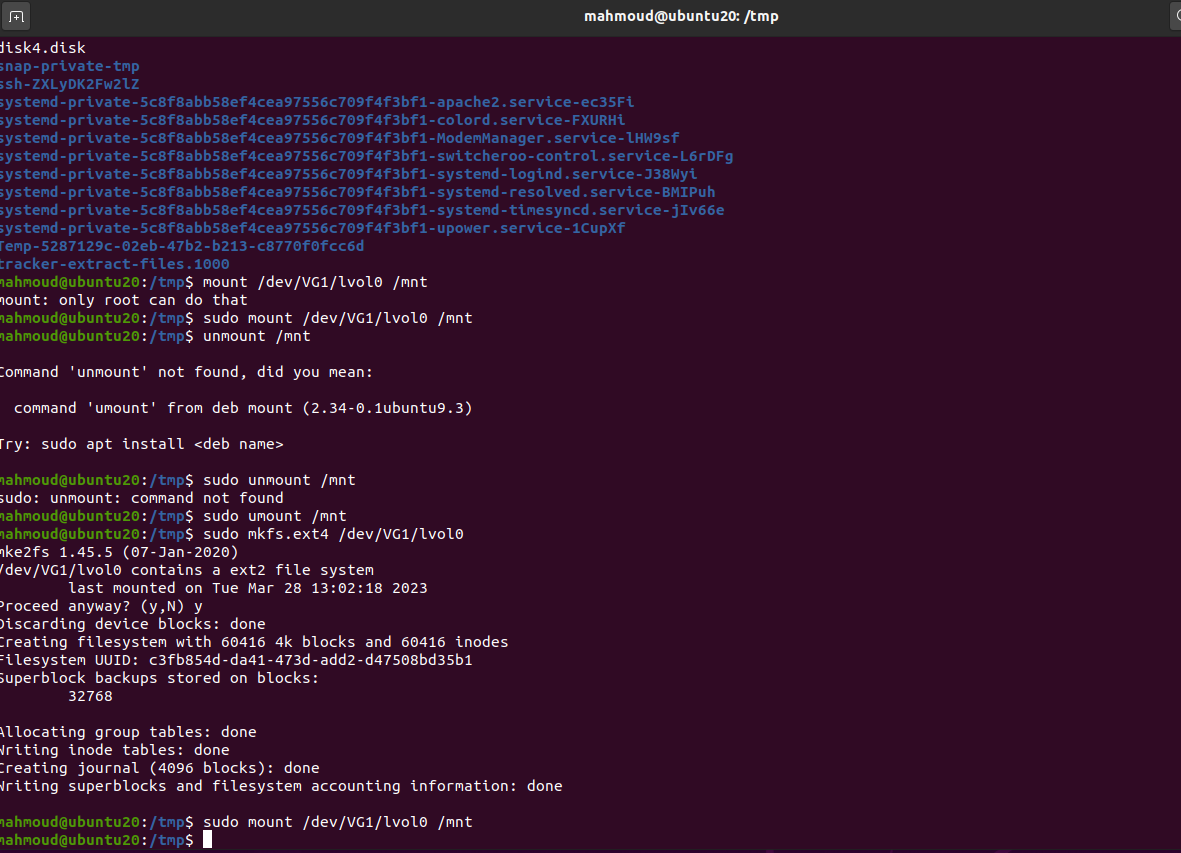 mahmoud@ubuntu20: /tmp
disk4.disk
snap-private-tmp
ssh-ZXLyDK2Fw2lZ
systemd-private-5c8f8abb58ef4cea97556c709f4f3bf1-apache2.service-ec35Fi
systemd-private-5c8f8abb58ef4cea97556c709f4f3bf1-colord.service-FXURHi
systemd-private-5c8f8abb58ef4cea97556c709f4f3bf1-ModemManager.service-lHW9sf
systemd-private-5c8f8abb58ef4cea97556c709f4f3bf1-switcheroo-control.service-L6rDFg
systemd-private-5c8f8abb58ef4cea97556c709f4f3bf1-systemd-logind.service-J38Wyi
systemd-private-5c8f8abb58ef4cea97556c709f4f3bf1-systemd-resolved.service-BMIPuh
systemd-private-5c8f8abb58ef4cea97556c709f4f3bf1-systemd-timesyncd.service-jIv66e
systemd-private-5c8f8abb58ef4cea97556c709f4f3bf1-upower.service-1CupXf
Temp-5287129c-02eb-47b2-b213-c8770f0fcc6d
tracker-extract-files.1000
mahmoud@ubuntu20:/tmp$ mount /dev/VG1/lvol0 /mnt
mount: only root can do that
mahmoud@ubuntu20:/tmp$ sudo mount /dev/VG1/lvol0 /mnt
mahmoud@ubuntu20:/tmp$ unmount /mnt
Command 'unmount' not found, did you mean:
command 'umount' from deb mount (2.34-0.1ubuntu9.3)
Try: sudo apt install <deb name>
mahmoud@ubuntu20:/tmp$ sudo unmount /mnt
sudo: unmount: command not found
mahmoud@ubuntu20:/tmp$ sudo umount /mnt
mahmoud@ubuntu20:/tmp$ sudo mkfs.ext4 /dev/VG1/lvol0
mke2fs 1.45.5 (07-Jan-2020)
/dev/VG1/lvol0 contains a ext2 file system
last mounted on Tue Mar 28 13:02:18 2023
Proceed anyway? (y,N) y
Discarding device blocks: done
Creating filesystem with 60416 4k blocks and 60416 inodes
Filesystem UUID: c3fb854d-da41-473d-add2-d47508bd35b1
Superblock backups stored on blocks:
32768
Allocating group tables: done
Writing inode tables: done
Creating journal (4096 blocks): done
Writing superblocks and filesystem accounting information: done
mahmoud@ubuntu20:/tmp$ sudo mount /dev/VG1/lvol0 /mnt
mahmoud@ubuntu20:/tmp$